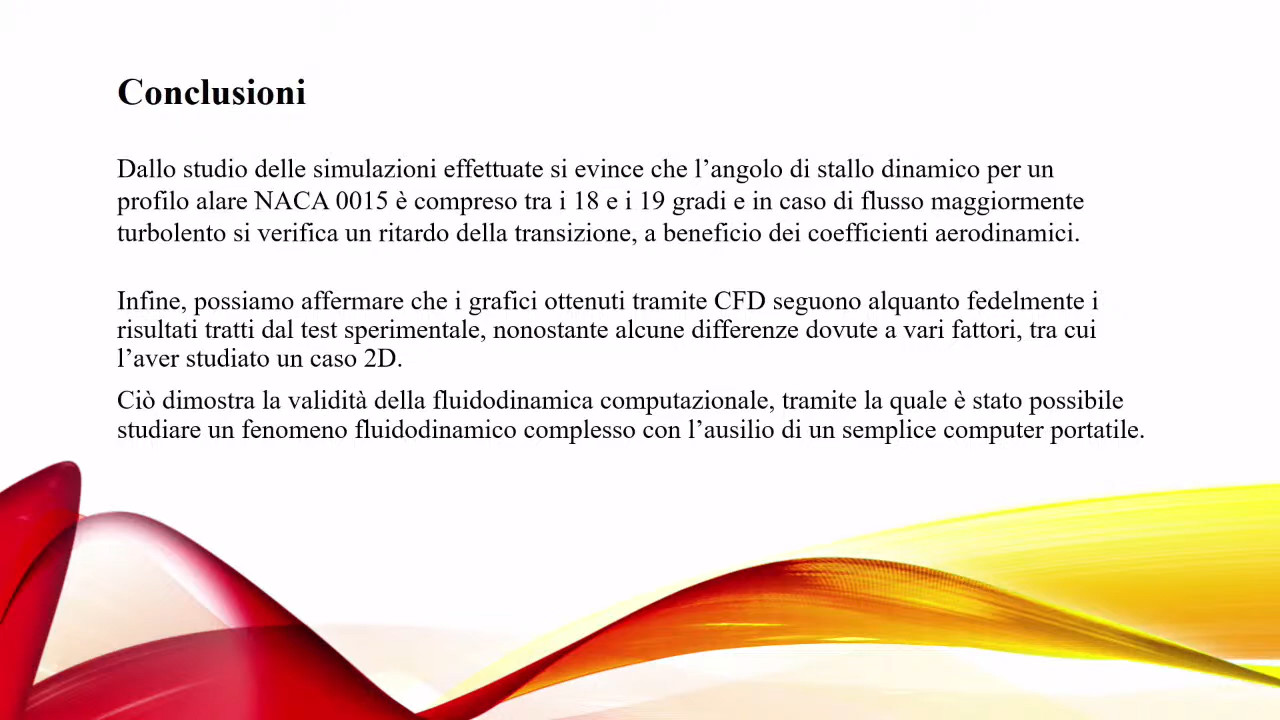 Conclusioni
Dallo studio delle simulazioni effettuate si evince che l’angolo di stallo dinamico per un
profilo alare NACA 0015 è compreso tra i 18 e i 19 gradi e in caso di flusso maggiormente
turbolento si verifica un ritardo della transizione, a beneficio dei coefficienti aerodinamici.
Infine, possiamo affermare che i grafici ottenuti tramite CFD seguono alquanto fedelmente i
risultati tratti dal test sperimentale, nonostante alcune differenze dovute a vari fattori, tra cui
l’aver studiato un caso 2D.
Ciò dimostra la validità della fluidodinamica computazionale, tramite la quale è stato possibile
studiare un fenomeno fluidodinamico complesso con l’ausilio di un semplice computer portatile.